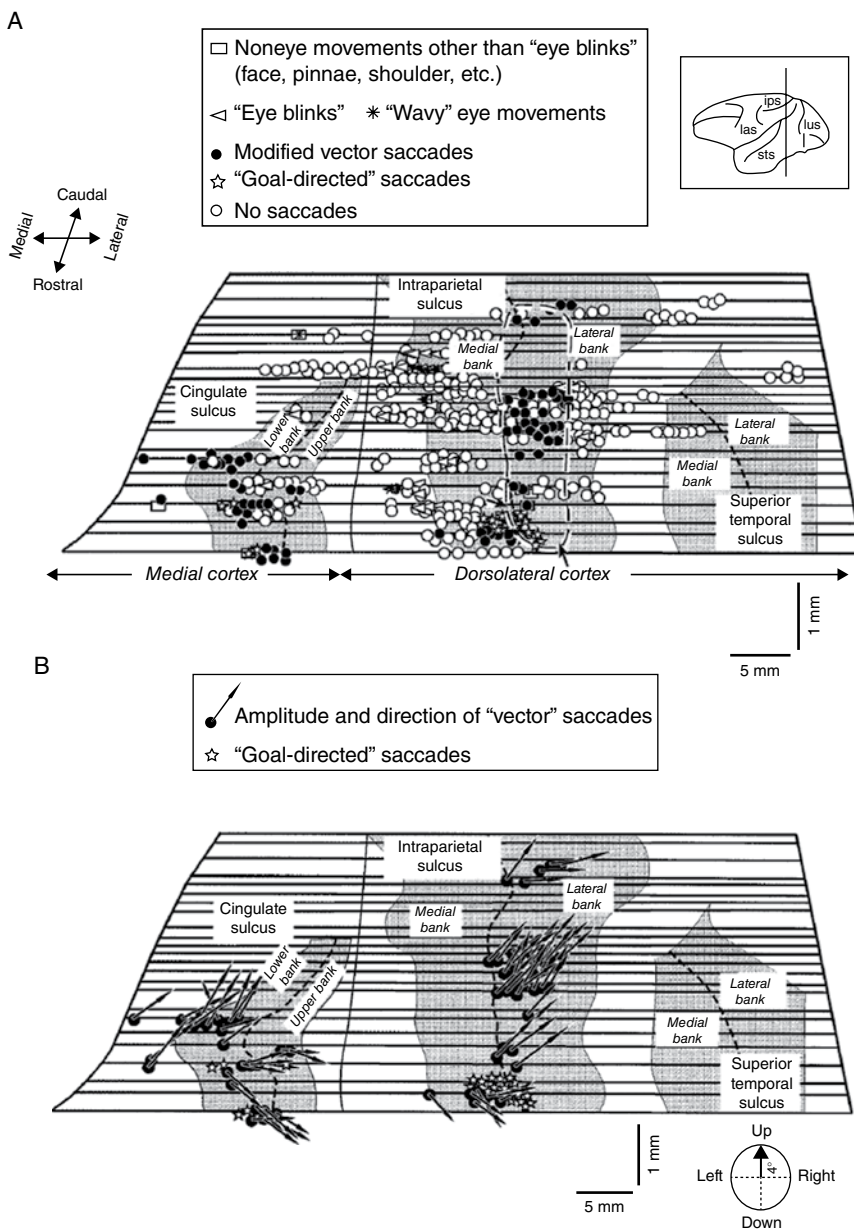 A
Noneye movements other than “eye blinks”
(face, pinnae, shoulder, etc.)
“Eye blinks” “Wavy” eye movements
Modified vector saccades
“Goal-directed” saccades
No saccades
ips
las
lus
sts
Caudal
Medial
Lateral
Rostral
Intraparietal
sulcus
Lateral
bank
Medial
bank
Cingulate
sulcus
Lower
bank
Upper bank
Lateral
bank
Medial
bank
Superior
temporal
sulcus
Medial cortex
Dorsolateral cortex
1 mm
5 mm
B
Amplitude and direction of “vector” saccades
“Goal-directed” saccades
Intraparietal
sulcus
Lateral
bank
Medial
bank
Cingulate
sulcus
Lower
bank
Upper bank
Lateral
bank
Medial
bank
Superior
temporal
sulcus
1 mm
5 mm
Up
4°
Left
Right
Down